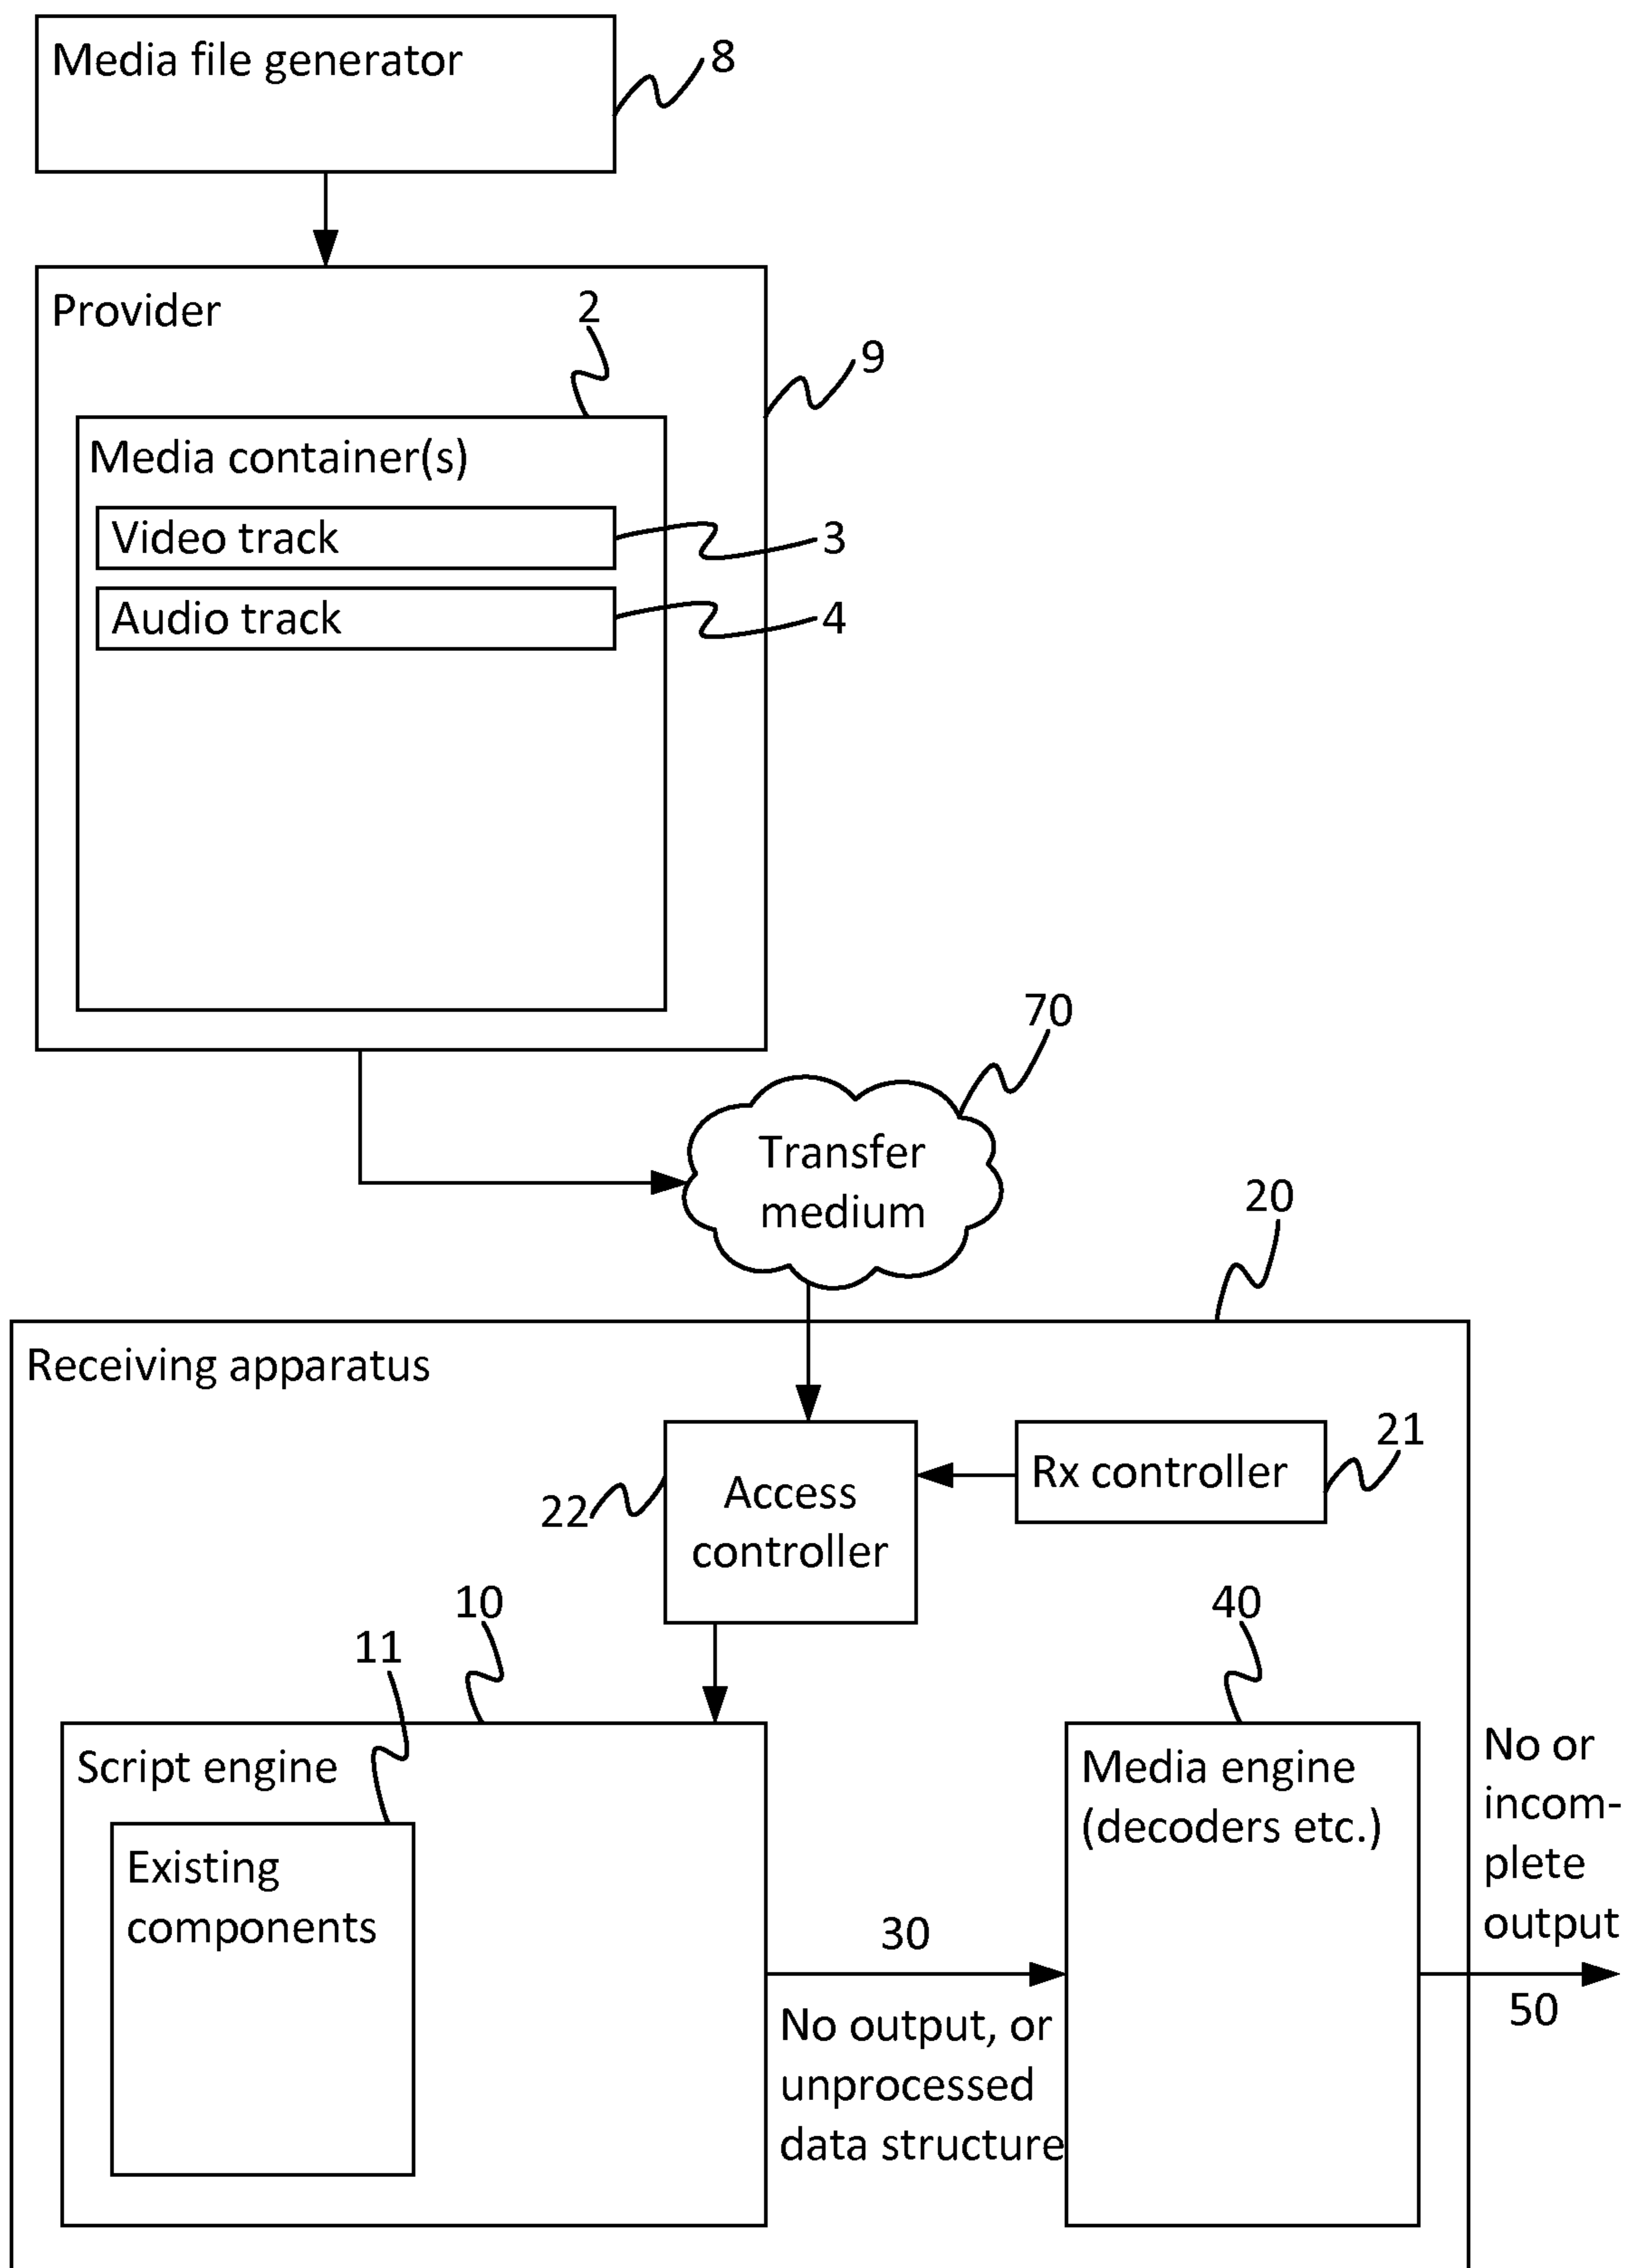 Media file generator
8
Provider
2
9
Media container(s)
Video track
3
Audio track
4
70
Transfer
medium
20
Receiving apparatus
21
Rx controller
22
Access
controller
10
11
40
Script engine
Existing
components
Media engine
(decoders etc.)
No or
incom-
plete
output
30
50
No output, or
unprocessed
data structure